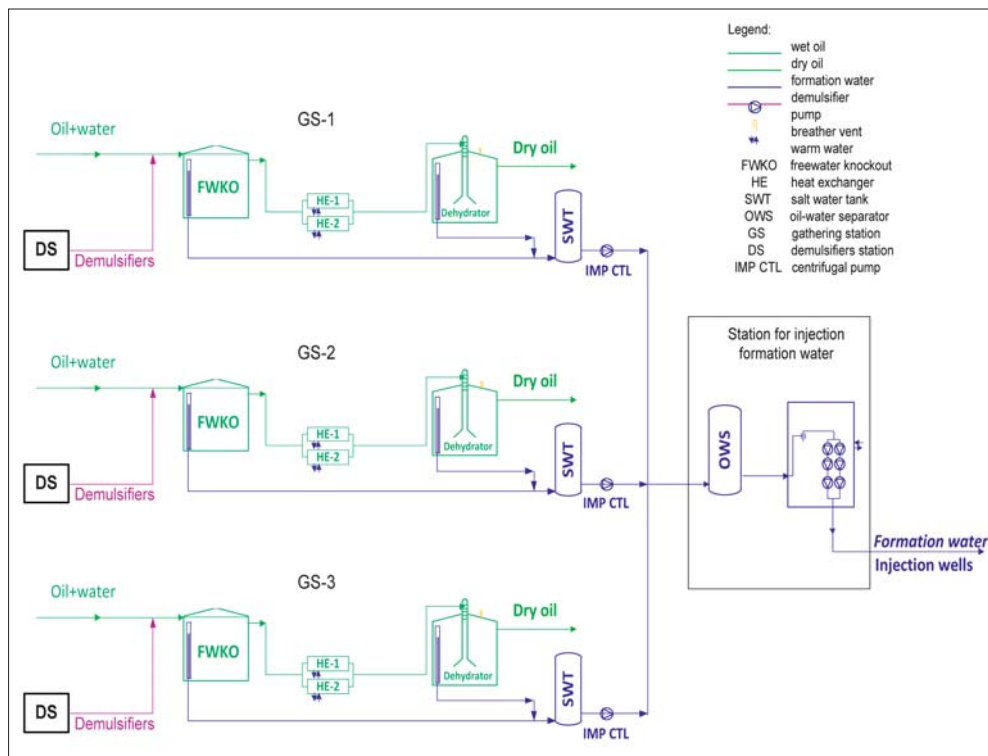 Legend:
wet oil
dry oil
formation water
demulsifier
pump
breather vent
warm water
FWKO freewater knockout
HE heat exchanger
SWT salt water tank
OWS oil-water separator
GS gathering station
DS demulsifiers station
IMP CTL centrifugal pump
GS-1
Oil+water
Dry oil
FWKO
HE-1
HE-2
Dehydrator
SWT
DS
Demulsifiers
IMP CTL
GS-2
Oil+water
Dry oil
FWKO
HE-1
HE-2
Dehydrator
SWT
DS
Demulsifiers
IMP CTL
Station for injection
formation water
OWS
Formation water
Injection wells
GS-3
Oil+water
Dry oil
FWKO
HE-1
HE-2
Dehydrator
SWT
DS
Demulsifiers
IMP CTL